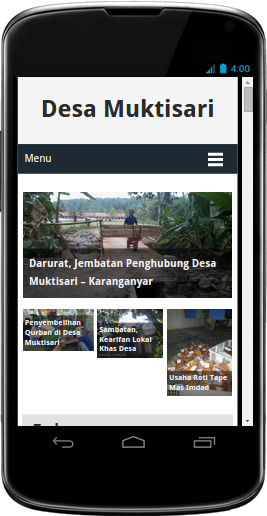 4:00
Desa Muktisari
Menu
Darurat, Jembatan Penghubung Desa
Muktisari – Karanganyar
Penyembelihan
Qurban di Desa
Muktisari
Sambatan,
Kearifan Lokal
Khas Desa
Usaha Roti Tape
Mas Imdad